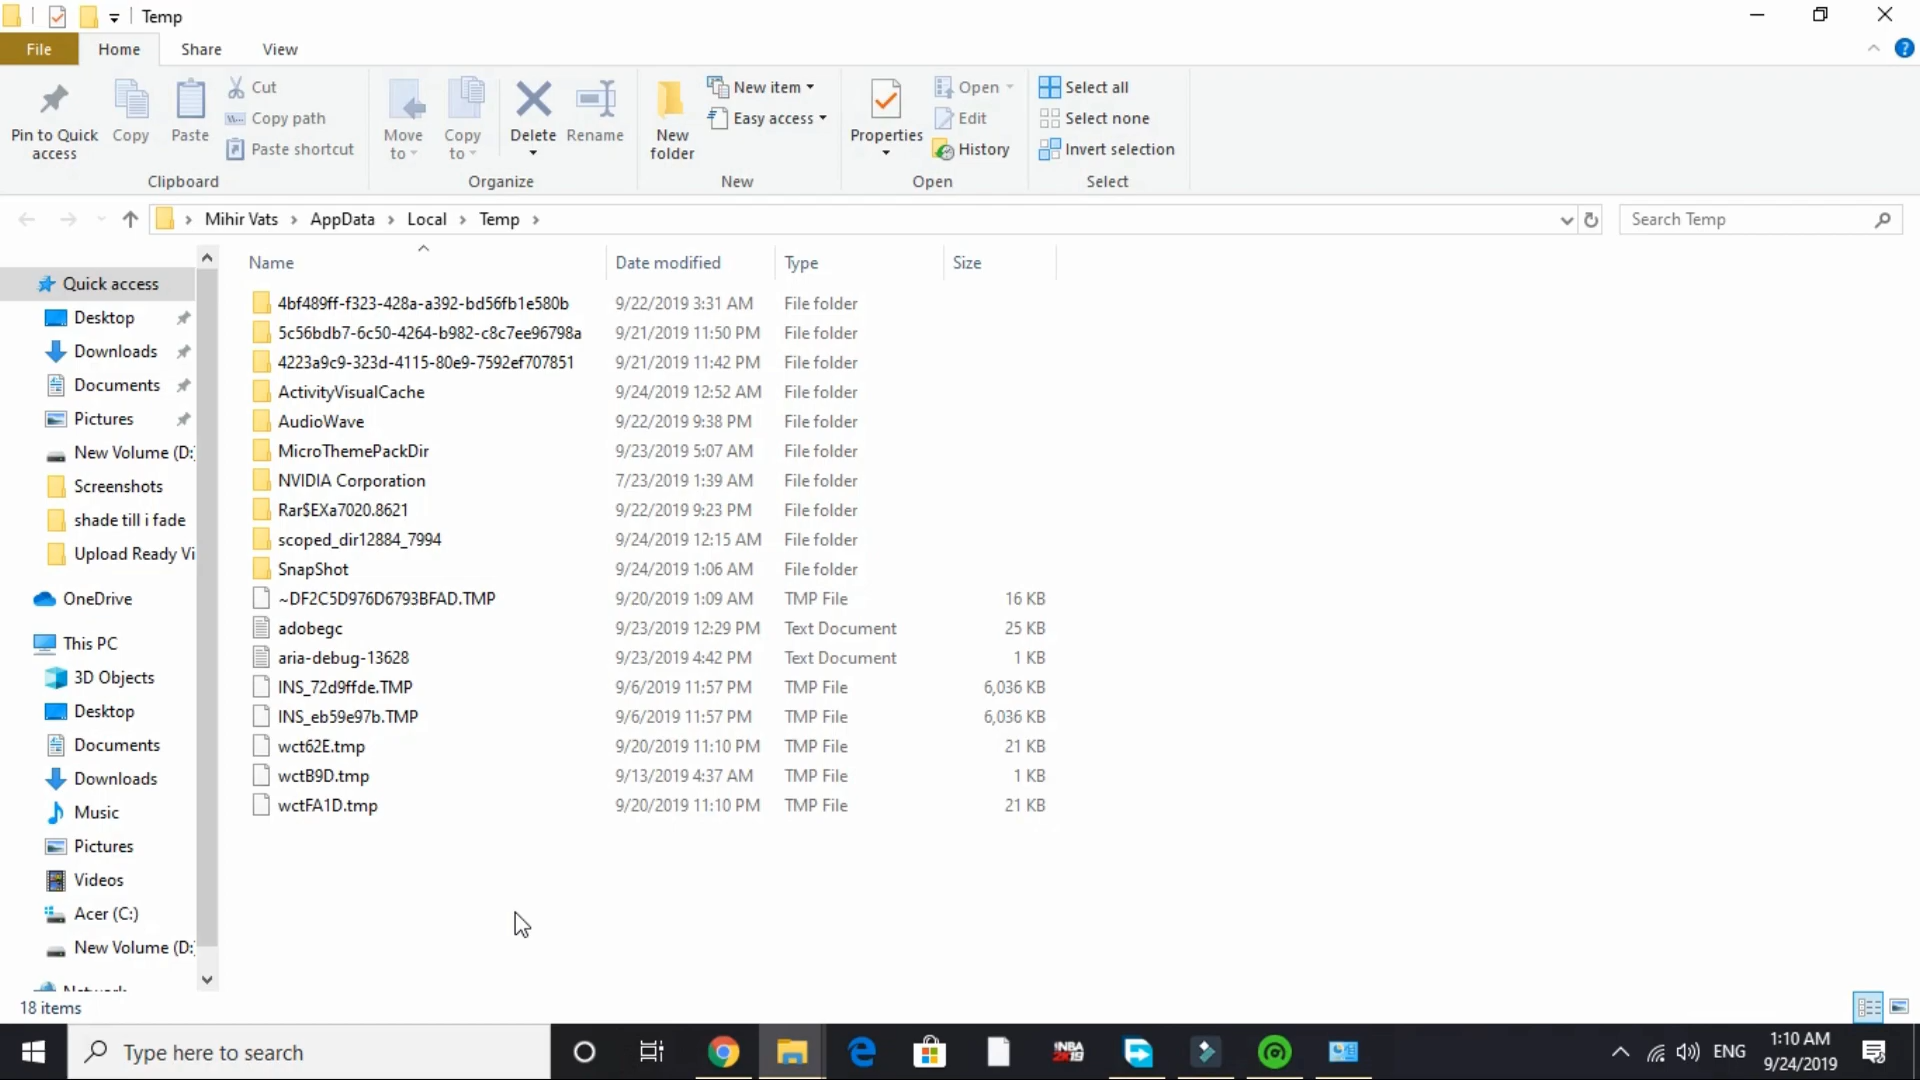 Temp
File
Home
Share
View
Pin to Quick access
Copy
Paste
Cut
Copy path
Paste shortcut
Clipboard
Move to
Copy to
Delete
Rename
Organize
New folder
New item
Easy access
New
Properties
Open
Edit
History
Open
Select all
Select none
Invert selection
Select
Mihir Vats > AppData > Local > Temp >
Search Temp
Name
Date modified
Type
Size
Quick access
Desktop
Downloads
Documents
Pictures
New Volume (D:)
Screenshots
shade till i fade
Upload Ready Vi
OneDrive
This PC
3D Objects
Desktop
Documents
Downloads
Music
Pictures
Videos
Acer (C:)
New Volume (D:)
Network
4bf489ff-f323-428a-a392-bd56fb1e580b 9/22/2019 3:31 AM File folder
5c56bdb7-6c50-4264-b982-c8c7ee96798a 9/21/2019 11:50 PM File folder
4223a9c9-323d-4115-80e9-7592ef707851 9/21/2019 11:42 PM File folder
ActivityVisualCache 9/24/2019 12:52 AM File folder
AudioWave 9/22/2019 9:38 PM File folder
MicroThemePackDir 9/23/2019 5:07 AM File folder
NVIDIA Corporation 7/23/2019 1:39 AM File folder
Rar$EXa7020.8621 9/22/2019 9:23 PM File folder
scoped_dir12884_7994 9/24/2019 12:15 AM File folder
SnapShot 9/24/2019 1:06 AM File folder
~DF2C5D976D6793BFAD.TMP 9/20/2019 1:09 AM TMP File 16 KB
adobegc 9/23/2019 12:29 PM Text Document 25 KB
aria-debug-13628 9/23/2019 4:42 PM Text Document 1 KB
INS_72d9ffde.TMP 9/6/2019 11:57 PM TMP File 6,036 KB
INS_eb59e97b.TMP 9/6/2019 11:57 PM TMP File 6,036 KB
wct62E.tmp 9/20/2019 11:10 PM TMP File 21 KB
wctB9D.tmp 9/13/2019 4:37 AM TMP File 1 KB
wctFA1D.tmp 9/20/2019 11:10 PM TMP File 21 KB
18 items
Type here to search
NBA 2K19
ENG
1:10 AM
9/24/2019